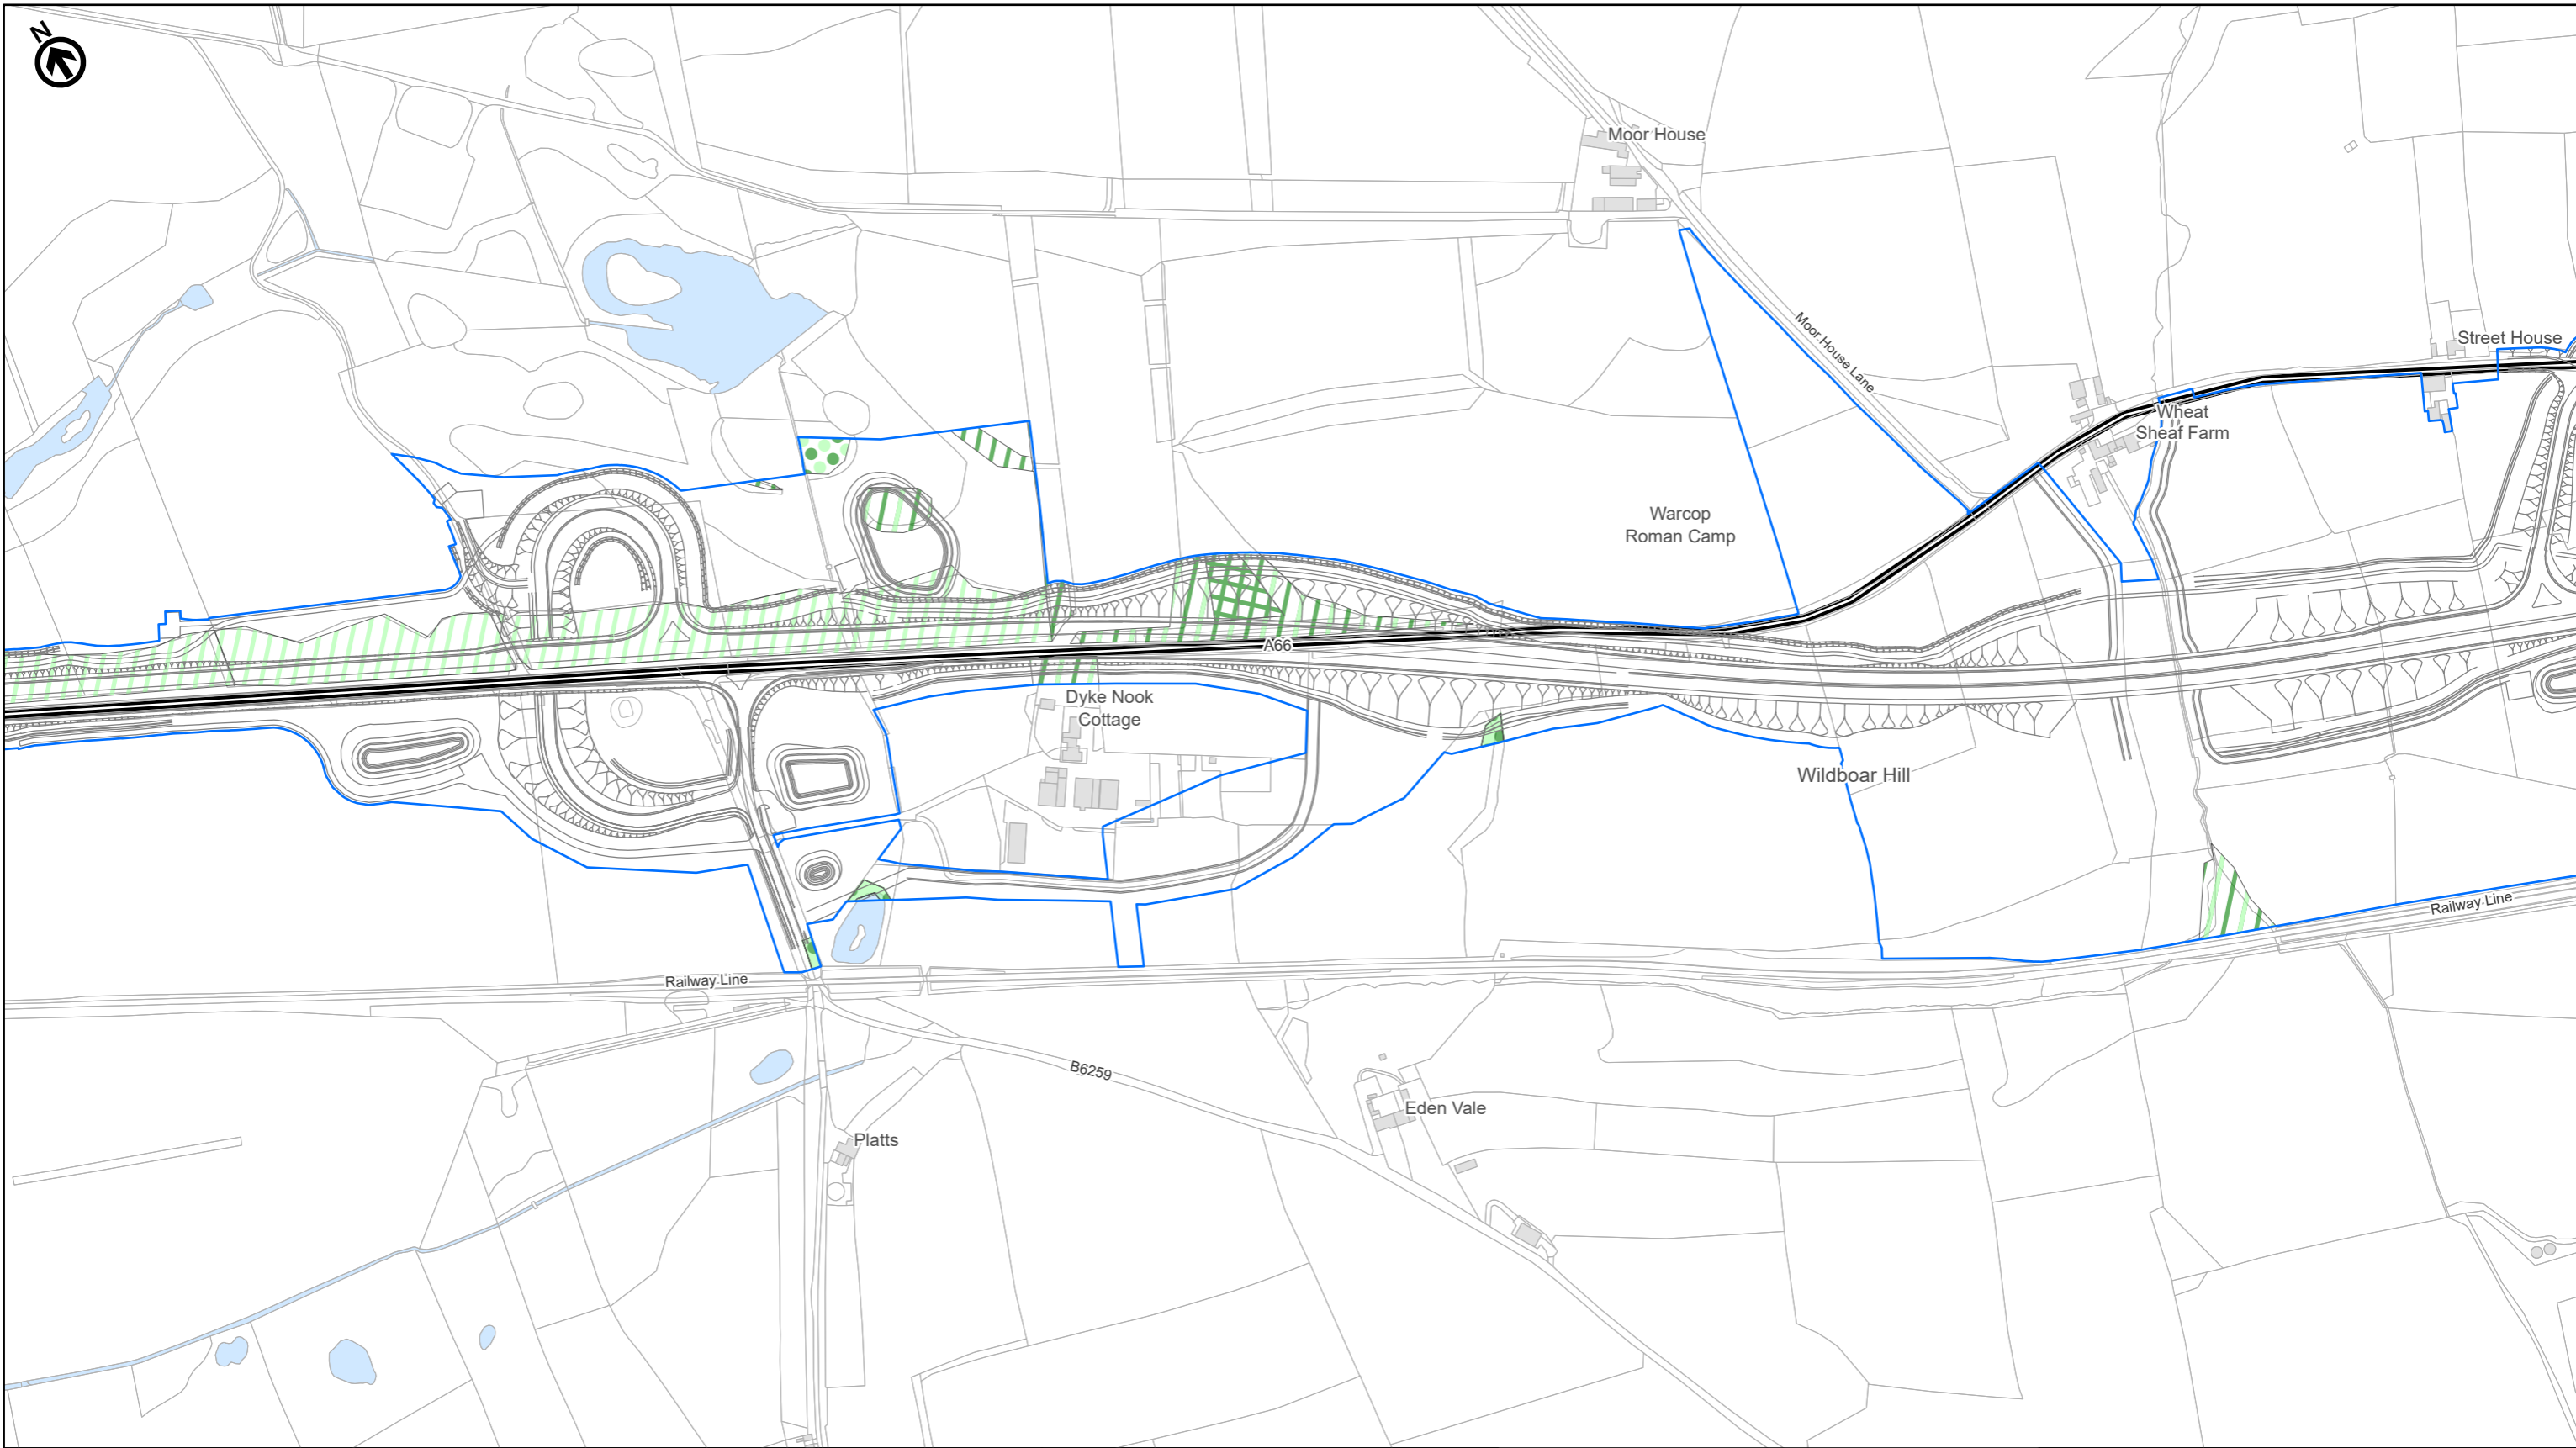 N
Moor House
Moor House Lane
Street House
Wheat
Sheaf Farm
Warcop
Roman Camp
A66
Dyke Nook
Cottage
Wildboar Hill
Railway Line
Railway Line
B6259
Eden Vale
Platts